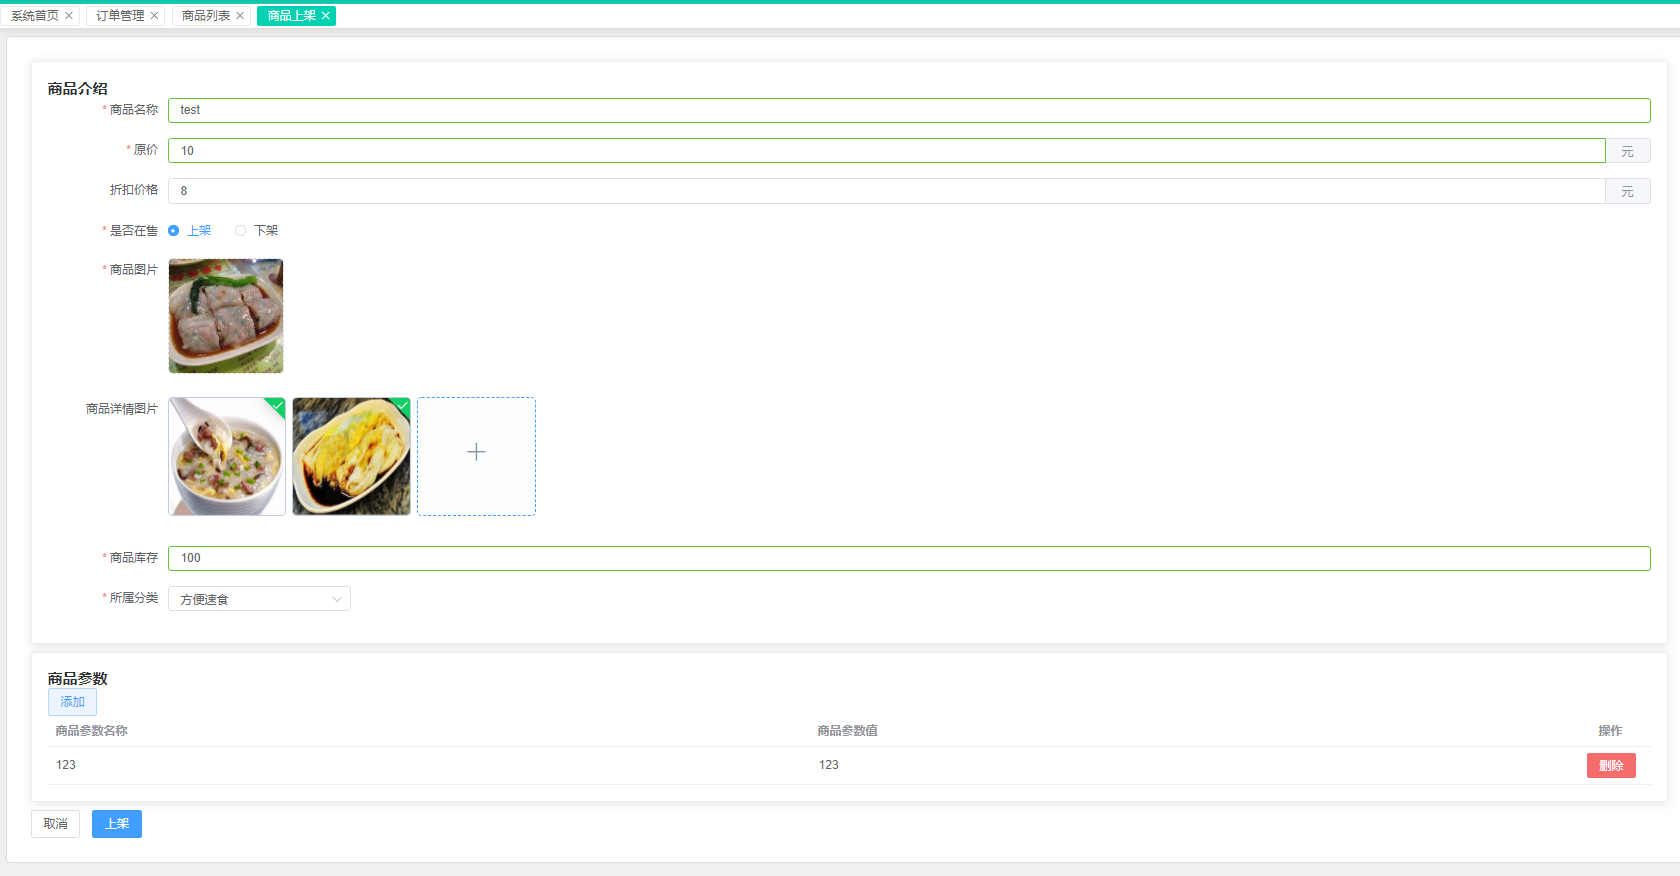 系统首页 订单管理 商品列表 商品上架
商品介绍
* 商品名称 test
* 原价 10 元
折扣价格 8 元
* 是否在售 上架 下架
* 商品图片
商品详情图片
* 商品库存 100
* 所属分类 方便速食
商品参数
添加
商品参数名称 商品参数值 操作
123 123 删除
取消 上架